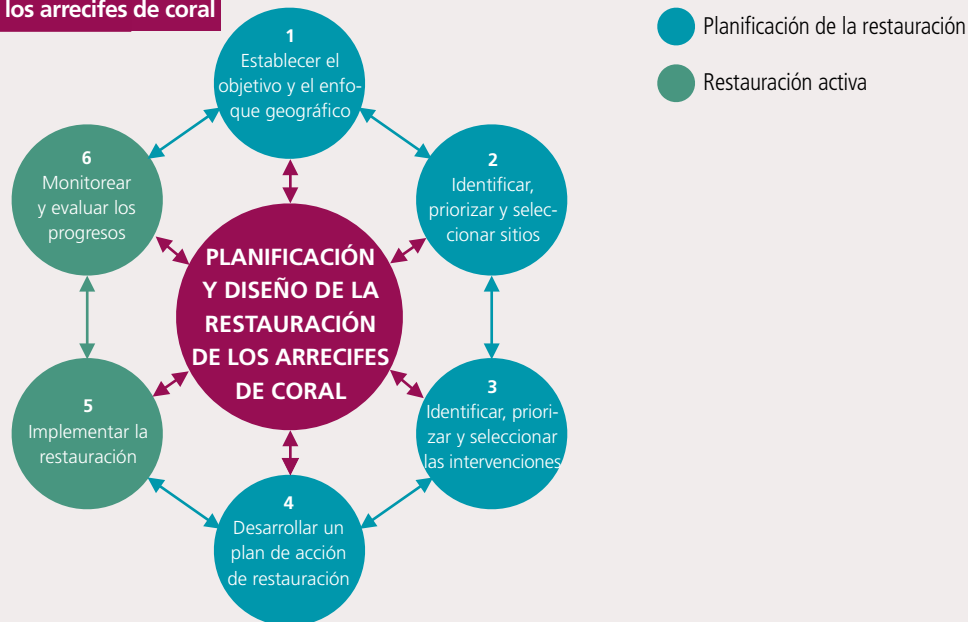 los arrecifes de coral
Planificación de la restauración
Restauración activa
1
Establecer el
objetivo y el enfo-
que geográfico
2
Identificar,
priorizar y selec-
cionar sitios
3
Identificar, priori-
zar y seleccionar
las intervenciones
4
Desarrollar un
plan de acción
de restauración
5
Implementar la
restauración
6
Monitorear
y evaluar los
progresos
PLANIFICACIÓN
Y DISEÑO DE LA
RESTAURACIÓN
DE LOS ARRECIFES
DE CORAL